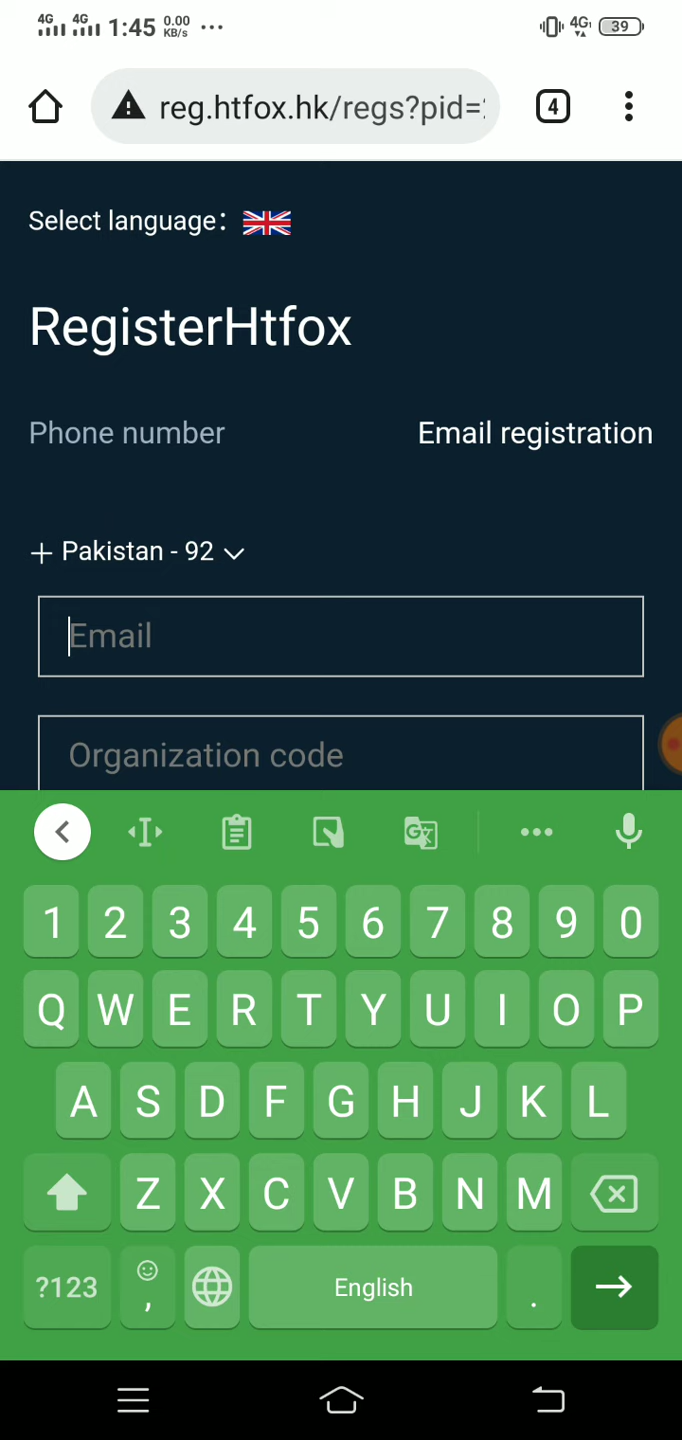 4G 4G 1:45 0.00 KB/s ... 4G 39
reg.htfox.hk/regs?pid=
4
Select language：
RegisterHtfox
Phone number Email registration
+ Pakistan - 92
Email
Organization code
1 2 3 4 5 6 7 8 9 0
Q W E R T Y U I O P
A S D F G H J K L
Z X C V B N M
?123 , English .